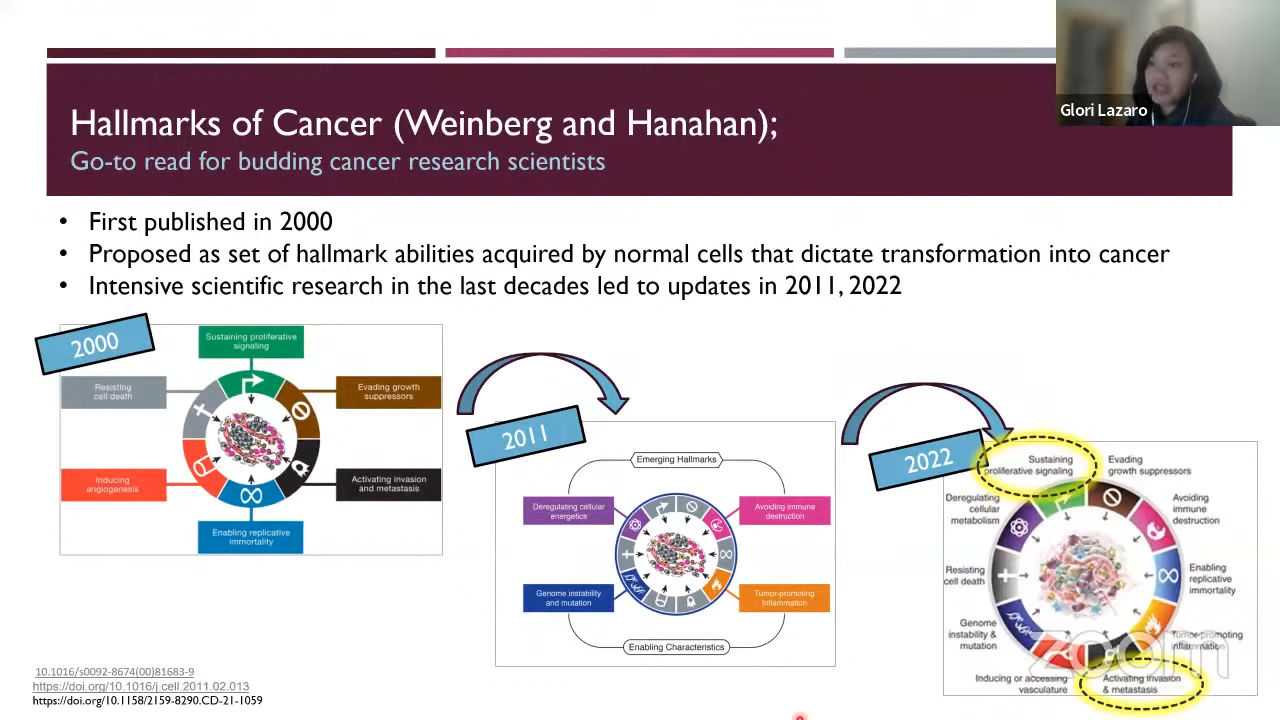 Glori Lazaro
Hallmarks of Cancer (Weinberg and Hanahan);
Go-to read for budding cancer research scientists
• First published in 2000
• Proposed as set of hallmark abilities acquired by normal cells that dictate transformation into cancer
• Intensive scientific research in the last decades led to updates in 2011, 2022
2000
Sustaining proliferative
signaling
Resisting
cell death
Evading growth
suppressors
Inducing
angiogenesis
Activating invasion
and metastasis
Enabling replicative
immortality
2011
Emerging Hallmarks
Deregulating cellular
energetics
Avoiding immune
destruction
Genome instability
and mutation
Tumor-promoting
Inflammation
Enabling Characteristics
2022
Sustaining
proliferative signaling
Evading
growth suppressors
Deregulating
cellular
metabolism
Avoiding
immune
destruction
Resisting
cell death
Enabling
replicative
immortality
Genome
instability &
mutation
Tumor-promoting
inflammation
Inducing or accessing
vasculature
Activating invasion
& metastasis
zoom
10.1016/s0092-8674(00)81683-9
https://doi.org/10.1016/j.cell.2011.02.013
https://doi.org/10.1158/2159-8290.CD-21-1059